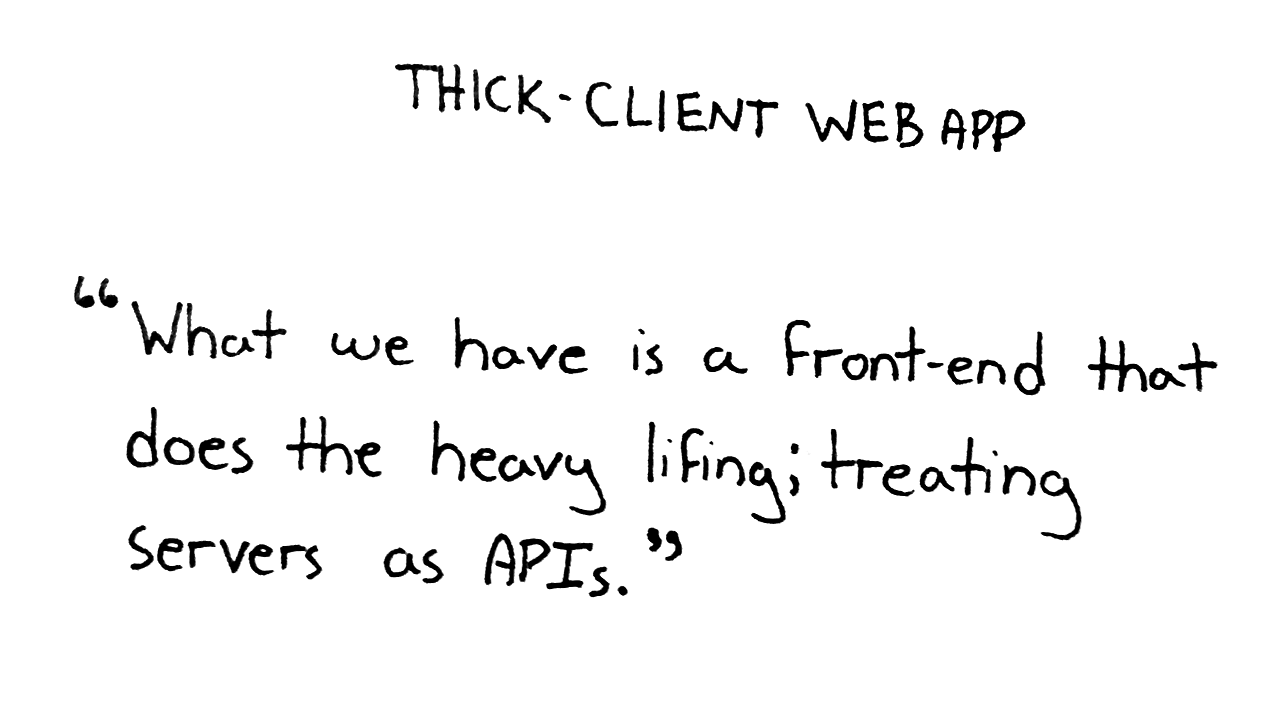 THICK-CLIENT WEB APP
“What we have is a front-end that
does the heavy lifing; treating
servers as APIs.”